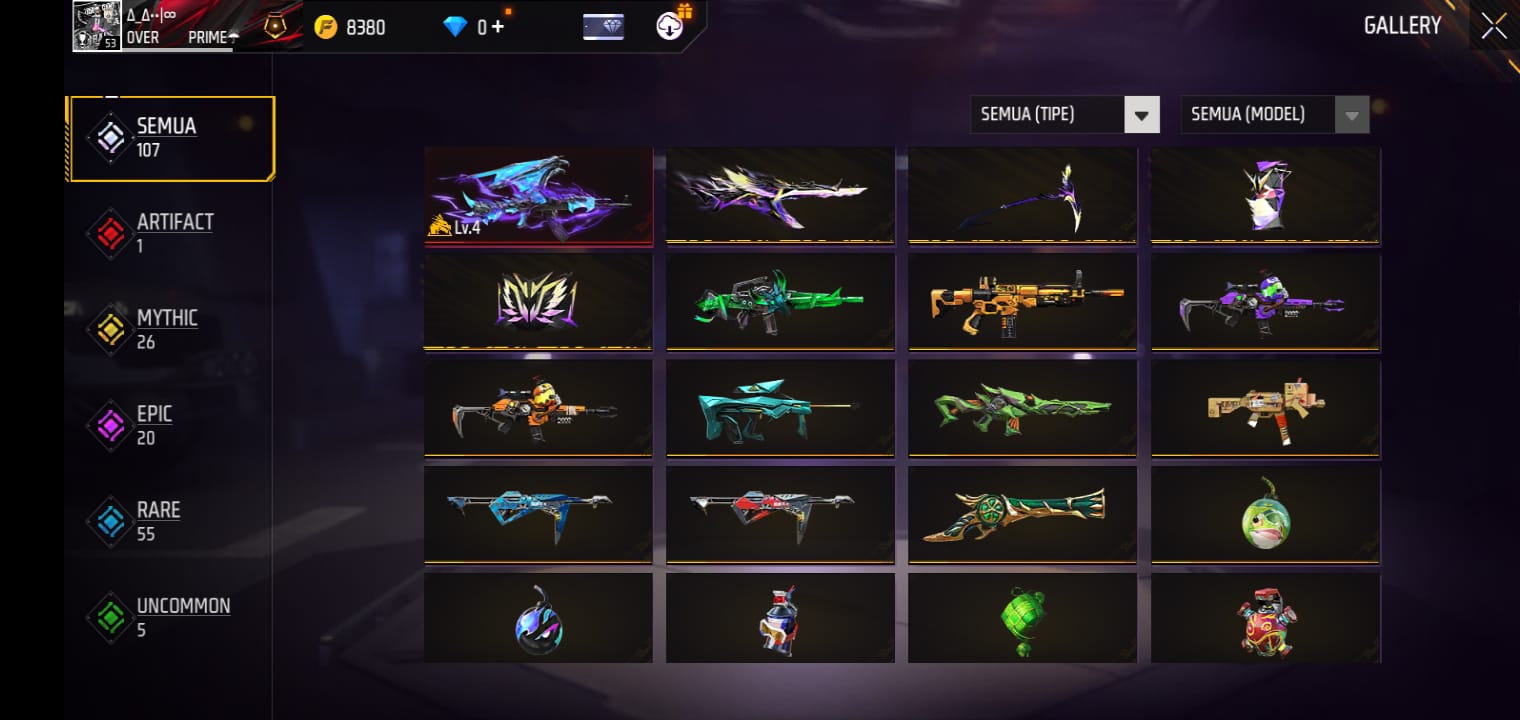 53
Δ_Δ••|∞
OVER PRIME
8380
0 +
GALLERY
SEMUA
107
SEMUA (TIPE)
SEMUA (MODEL)
ARTIFACT
1
MYTHIC
26
EPIC
20
RARE
55
UNCOMMON
5
Lv.4